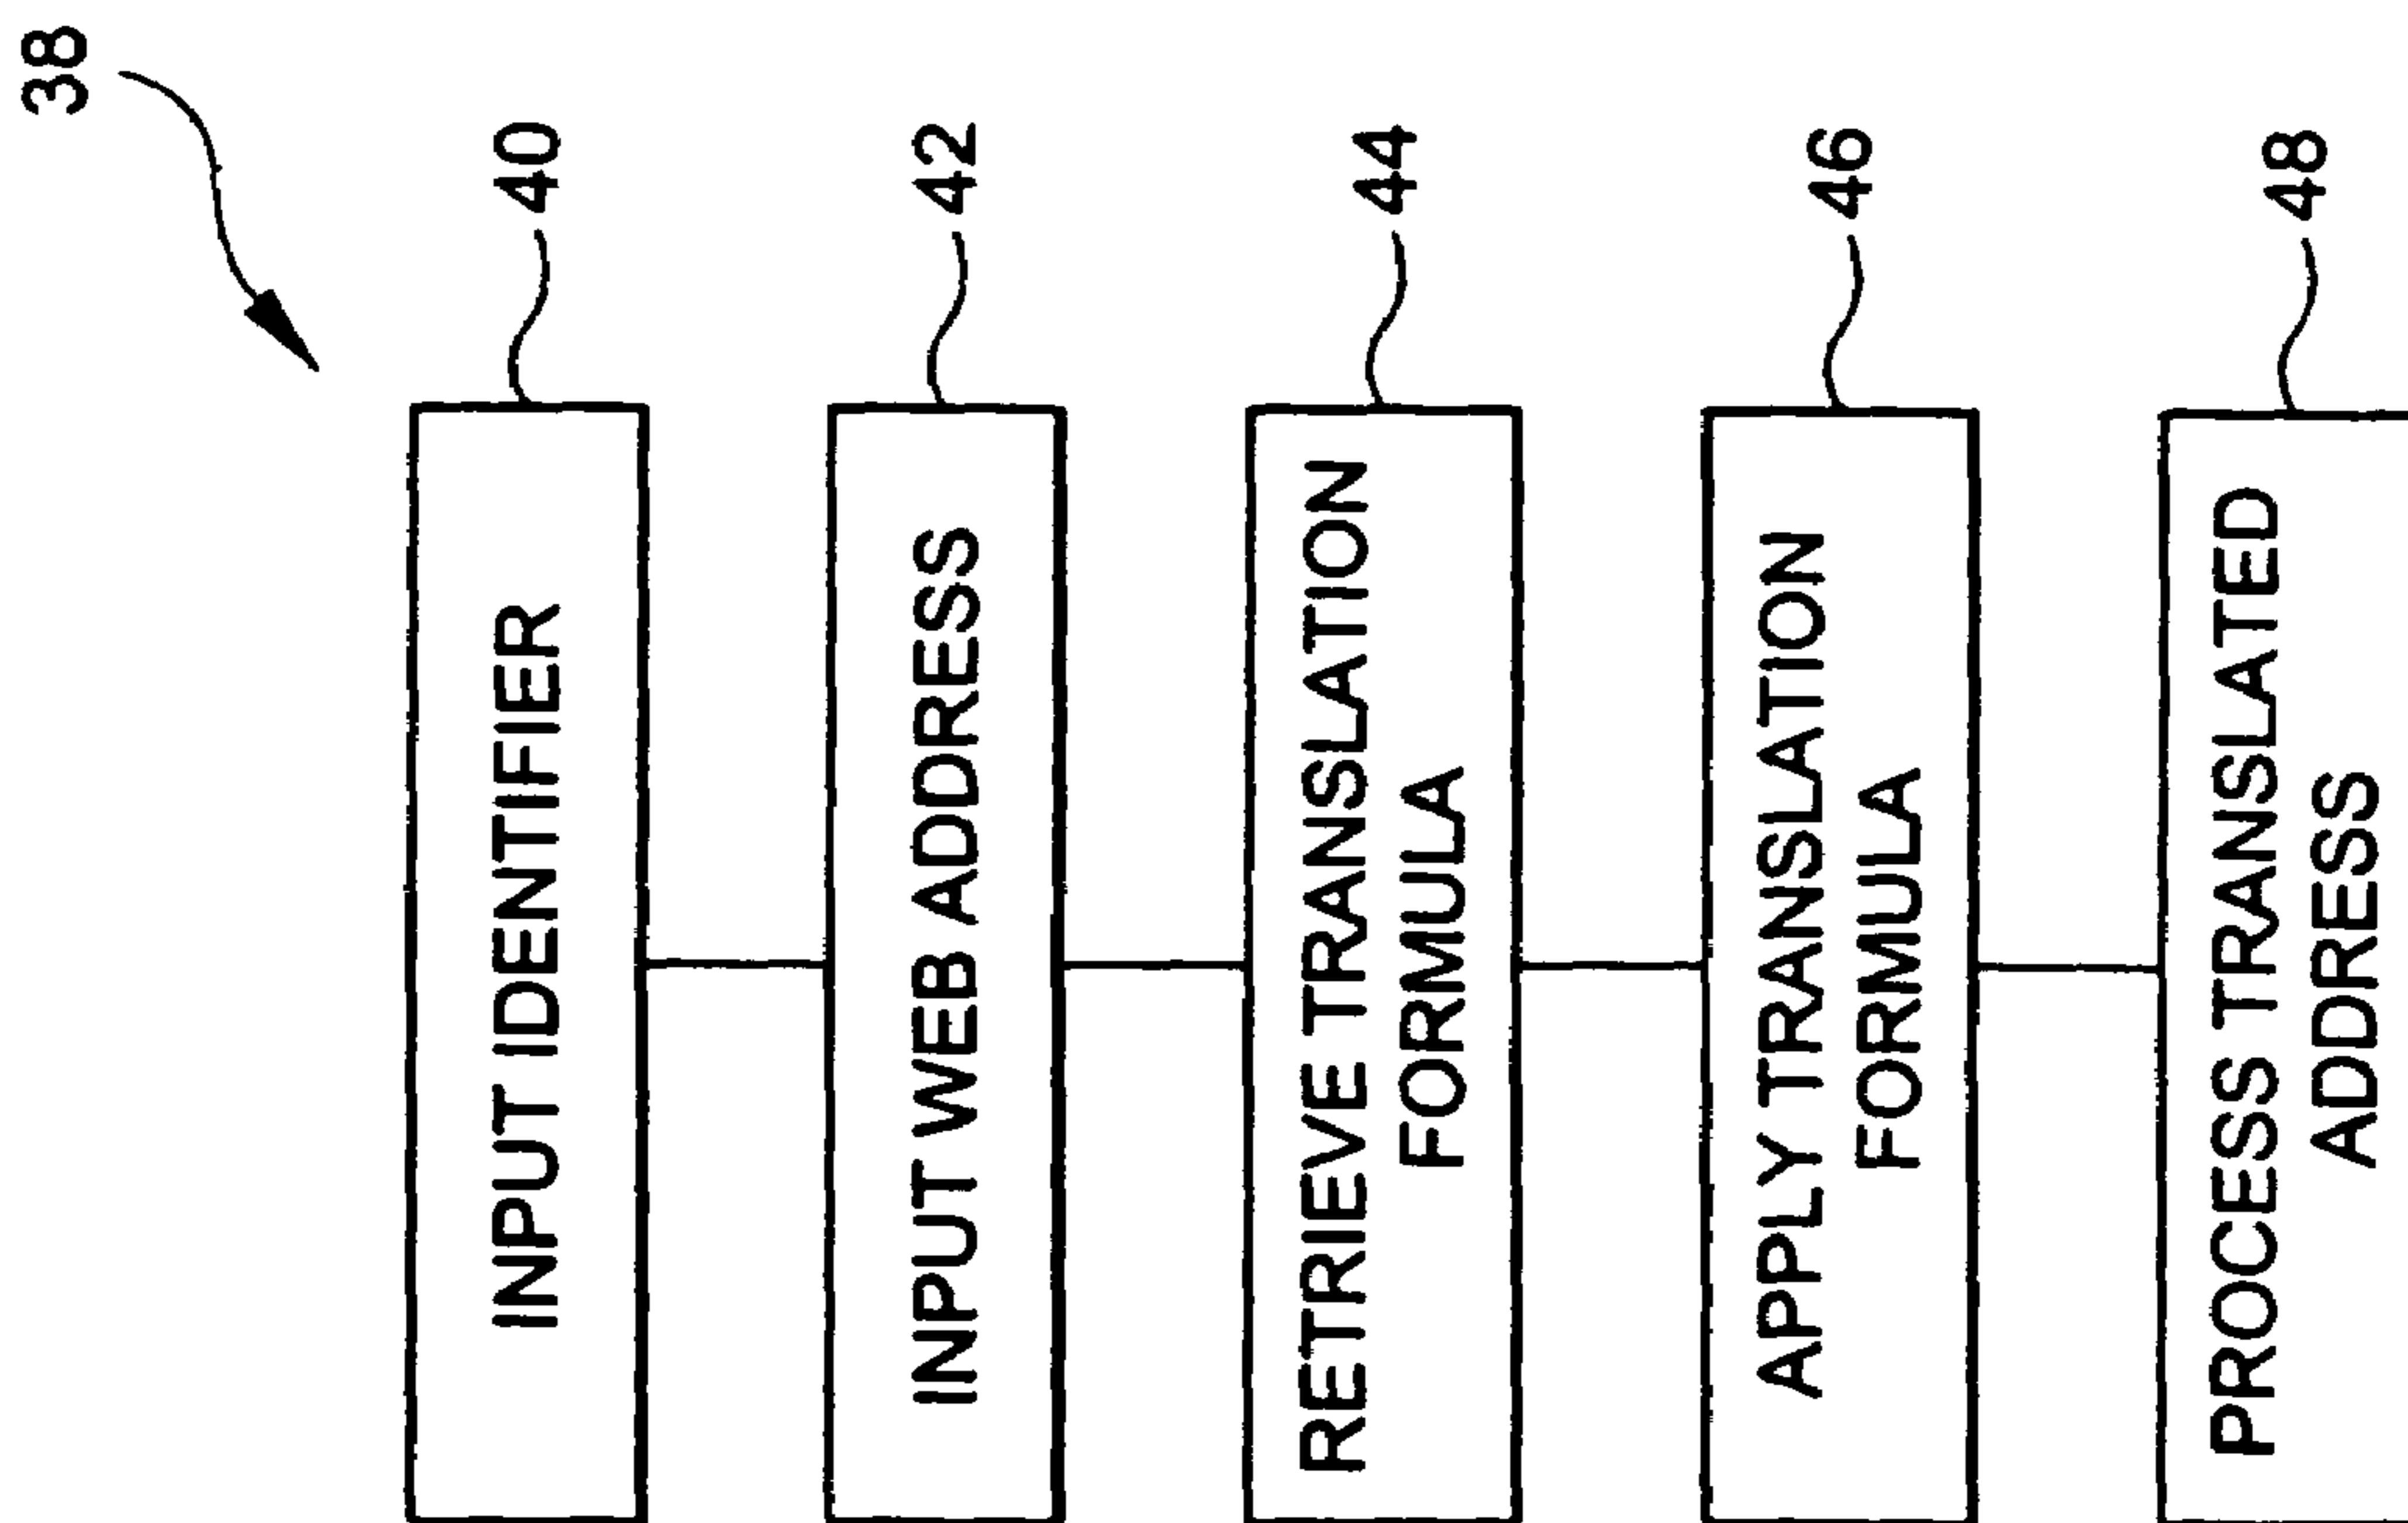 38
INPUT IDENTIFIER
40
INPUT WEB ADDRESS
42
RETRIEVE TRANSLATION
FORMULA
44
APPLY TRANSLATION
FORMULA
46
PROCESS TRANSLATED
ADDRESS
48